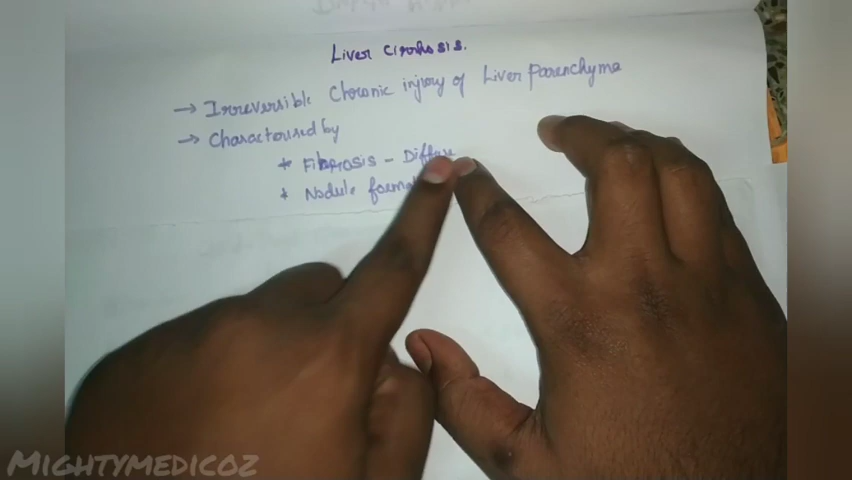 Liver Cirrhosis.
→ Irreversible Chronic injury of Liver Parenchyma
→ Characterised by
* Fibrosis - Diffuse
* Nodule
MIGHTYMEDICOZ